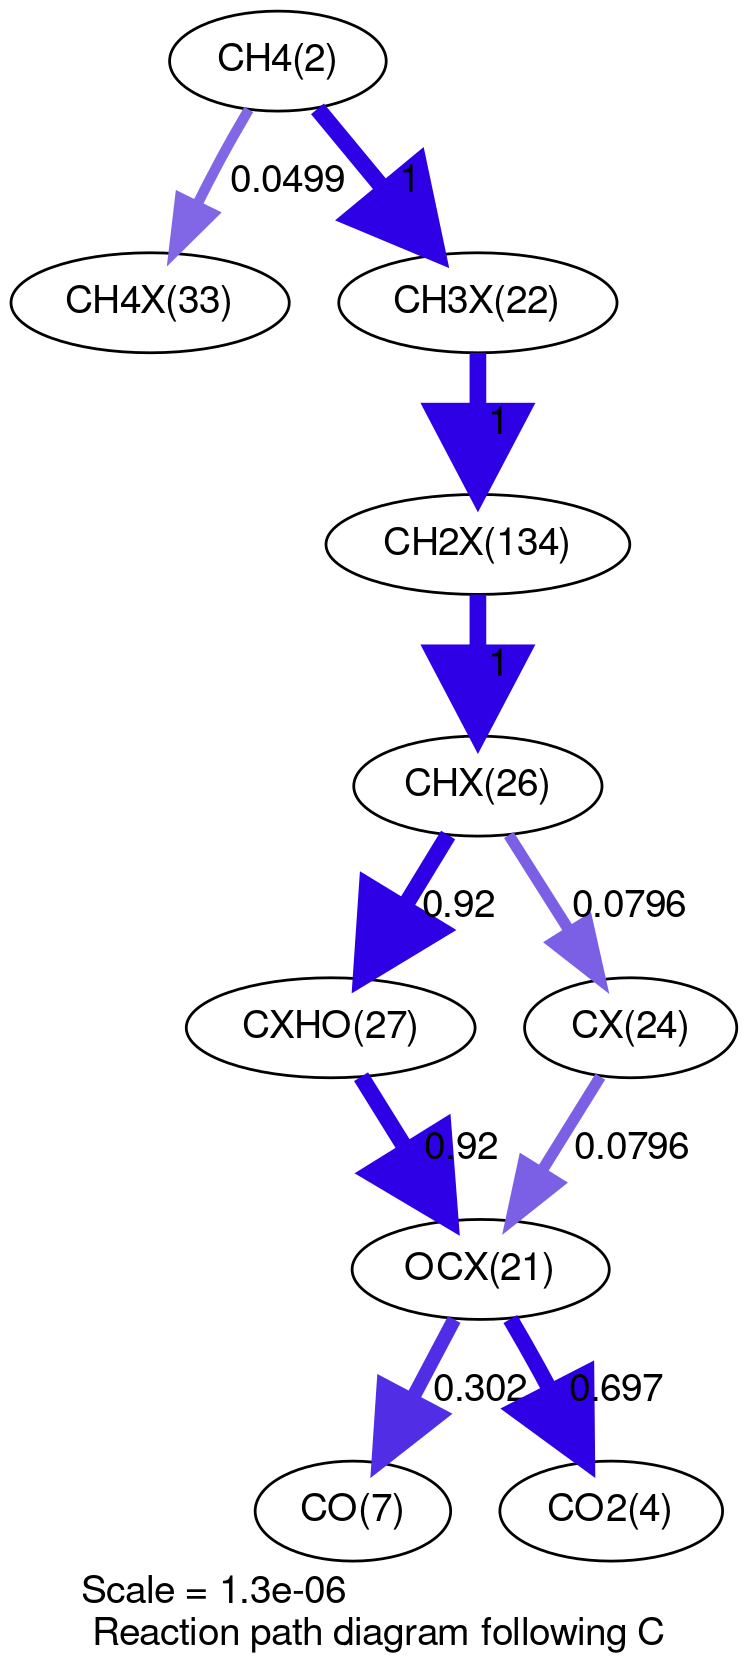 CH4(2)
0.0499
1
CH4X(33)
CH3X(22)
1
CH2X(134)
1
CHX(26)
0.92
0.0796
CXHO(27)
CX(24)
0.92
0.0796
OCX(21)
0.302
0.697
CO(7)
CO2(4)
Scale = 1.3e-06
Reaction path diagram following C